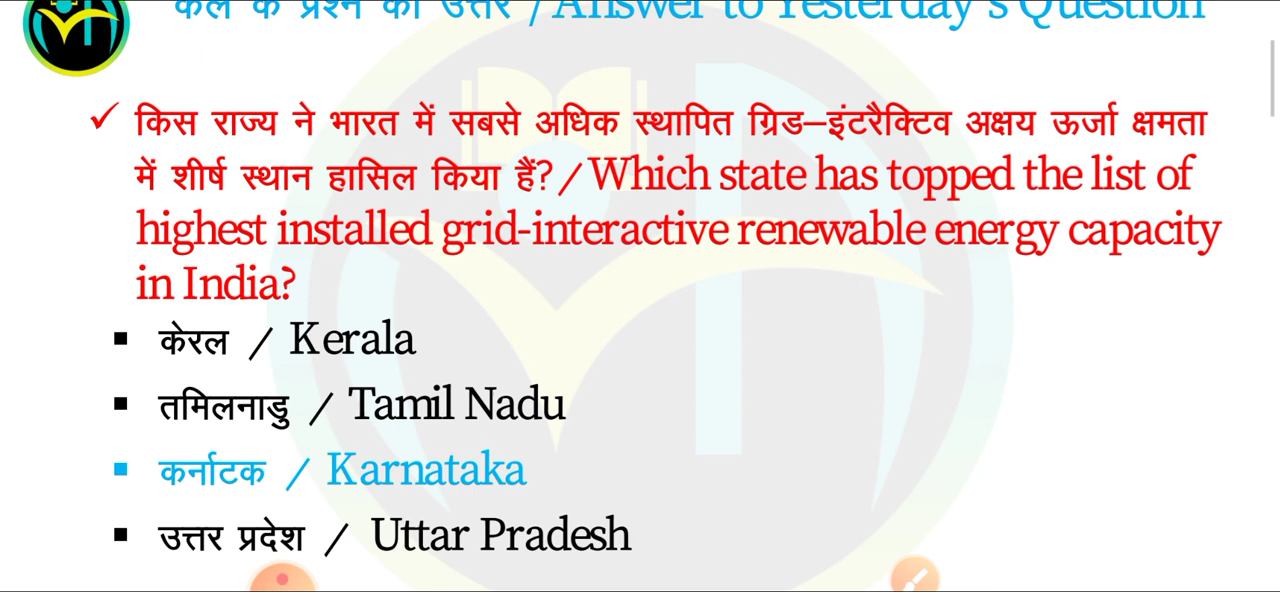 कल के प्रश्न का उत्तर / Answer to Yesterday's Question
✓ किस राज्य ने भारत में सबसे अधिक स्थापित ग्रिड–इंटरैक्टिव अक्षय ऊर्जा क्षमता
में शीर्ष स्थान हासिल किया हैं? / Which state has topped the list of
highest installed grid-interactive renewable energy capacity
in India?
▪ केरल / Kerala
▪ तमिलनाडु / Tamil Nadu
▪ कर्नाटक / Karnataka
▪ उत्तर प्रदेश / Uttar Pradesh